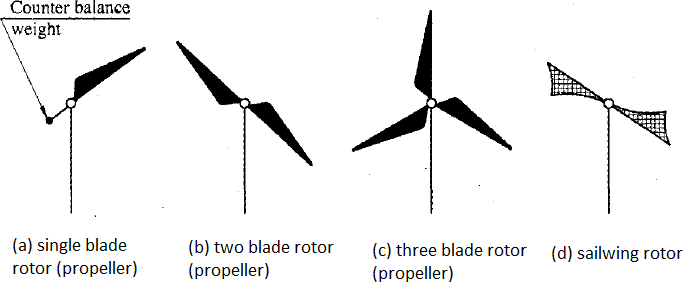 Counter balance
weight
(a) single blade
rotor (propeller)
(b) two blade rotor
(propeller)
(c) three blade rotor
(propeller)
(d) sailwing rotor